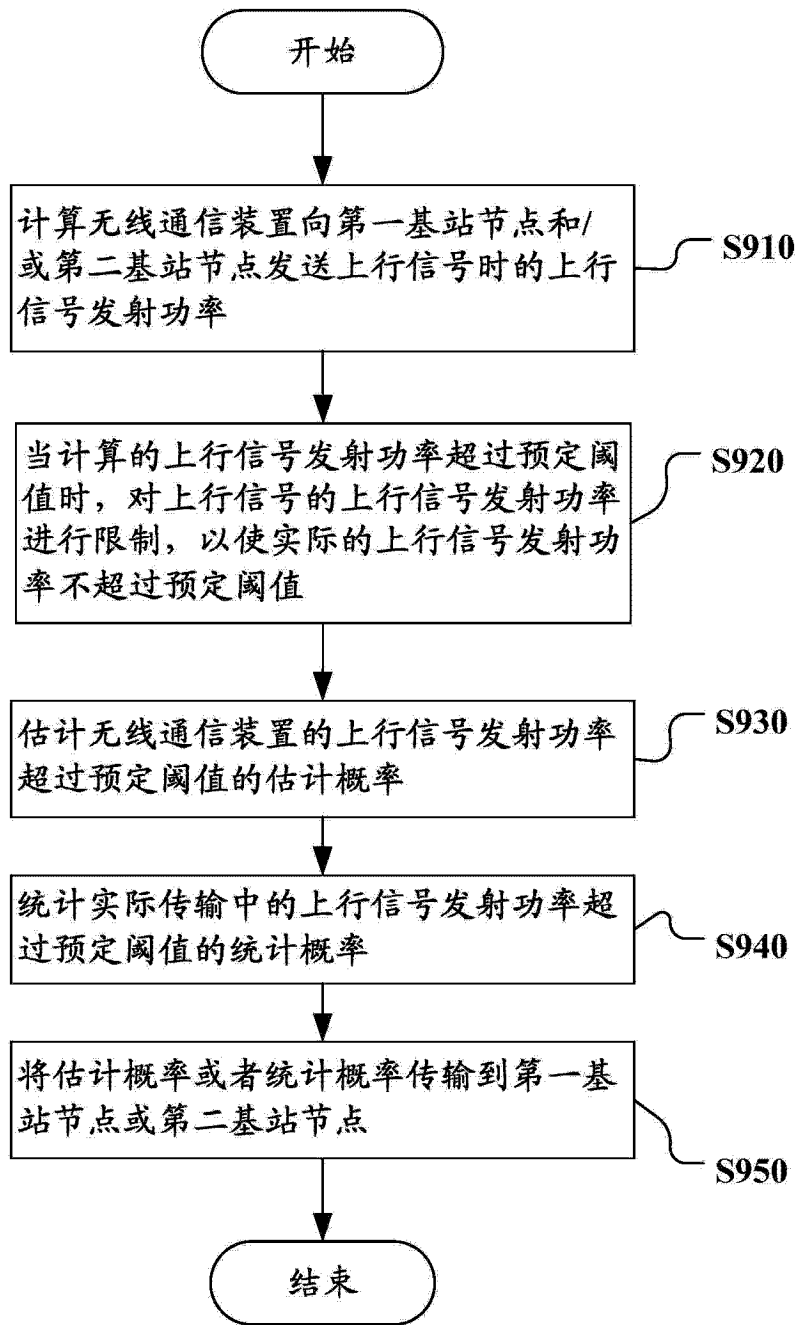 开始
计算无线通信装置向第一基站节点和/
或第二基站节点发送上行信号时的上行
信号发射功率
S910
当计算的上行信号发射功率超过预定阈
值时，对上行信号的上行信号发射功率
进行限制，以使实际的上行信号发射功
率不超过预定阈值
S920
估计无线通信装置的上行信号发射功率
超过预定阈值的估计概率
S930
统计实际传输中的上行信号发射功率超
过预定阈值的统计概率
S940
将估计概率或者统计概率传输到第一基
站节点或第二基站节点
S950
结束